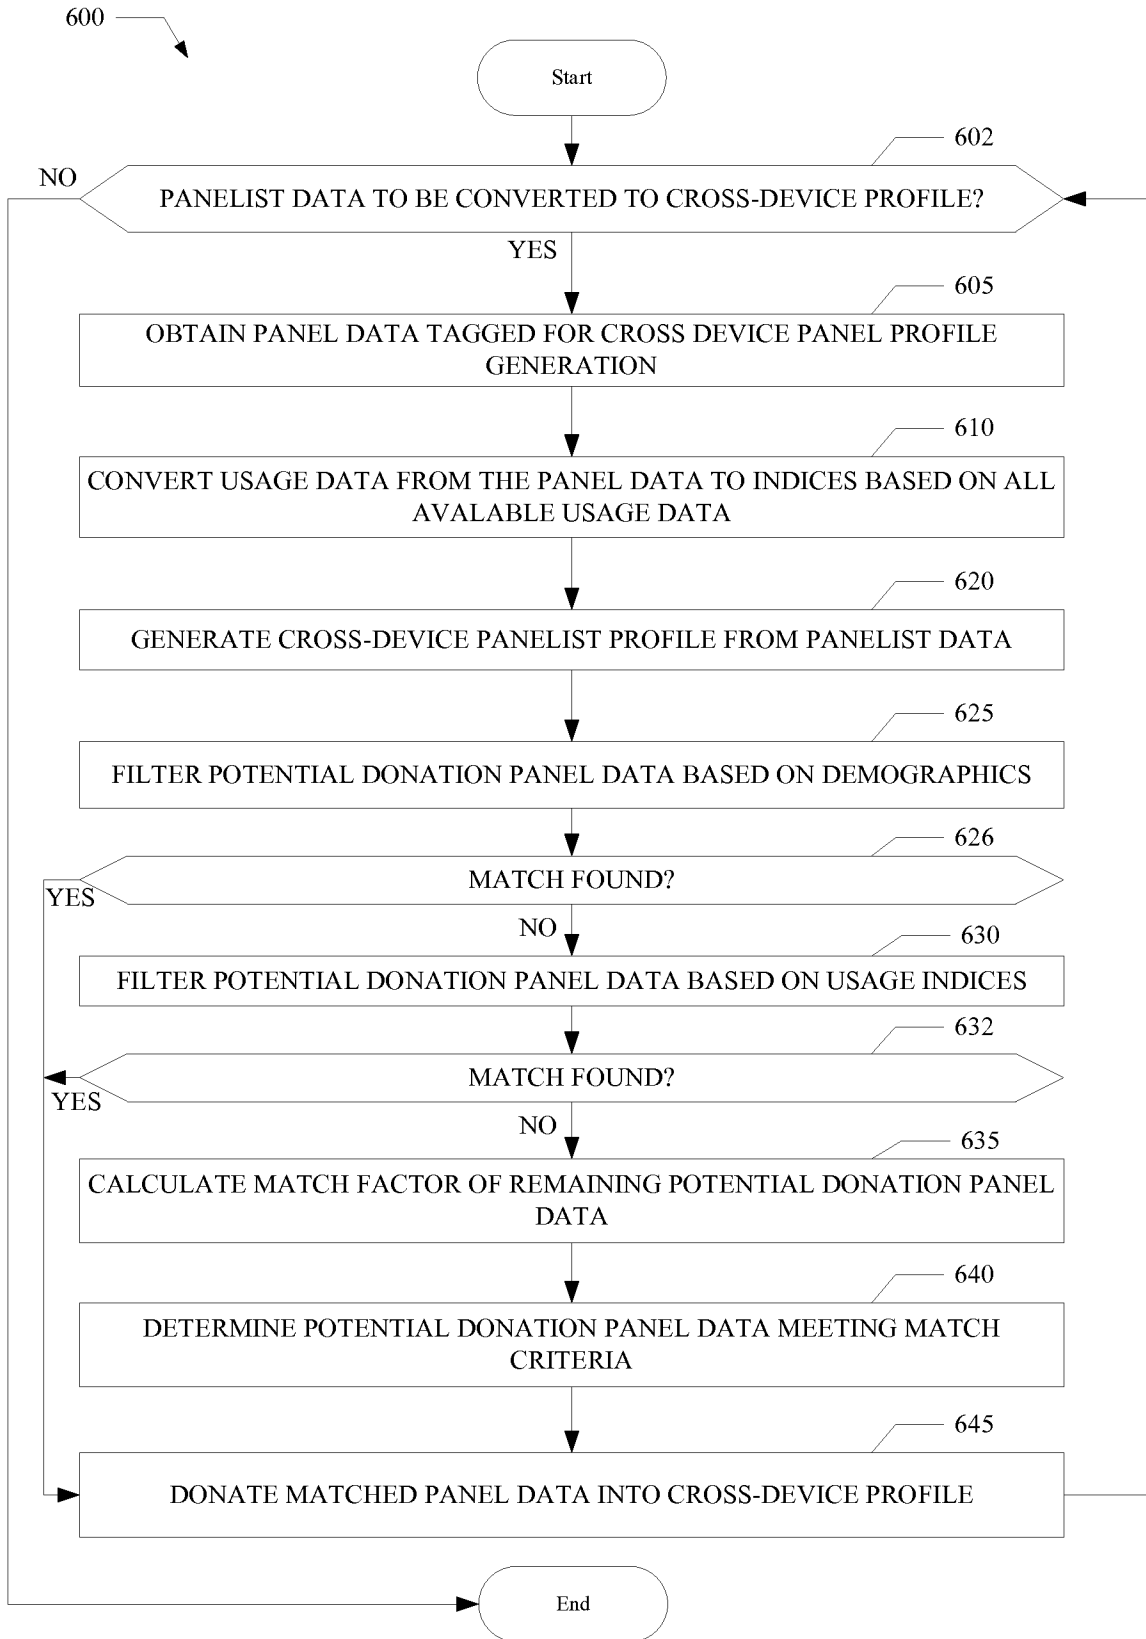 600
Start
602
NO
PANELIST DATA TO BE CONVERTED TO CROSS-DEVICE PROFILE?
YES
605
OBTAIN PANEL DATA TAGGED FOR CROSS DEVICE PANEL PROFILE
GENERATION
610
CONVERT USAGE DATA FROM THE PANEL DATA TO INDICES BASED ON ALL
AVALABLE USAGE DATA
620
GENERATE CROSS-DEVICE PANELIST PROFILE FROM PANELIST DATA
625
FILTER POTENTIAL DONATION PANEL DATA BASED ON DEMOGRAPHICS
626
MATCH FOUND?
YES
NO
630
FILTER POTENTIAL DONATION PANEL DATA BASED ON USAGE INDICES
632
MATCH FOUND?
YES
NO
635
CALCULATE MATCH FACTOR OF REMAINING POTENTIAL DONATION PANEL
DATA
640
DETERMINE POTENTIAL DONATION PANEL DATA MEETING MATCH
CRITERIA
645
DONATE MATCHED PANEL DATA INTO CROSS-DEVICE PROFILE
End